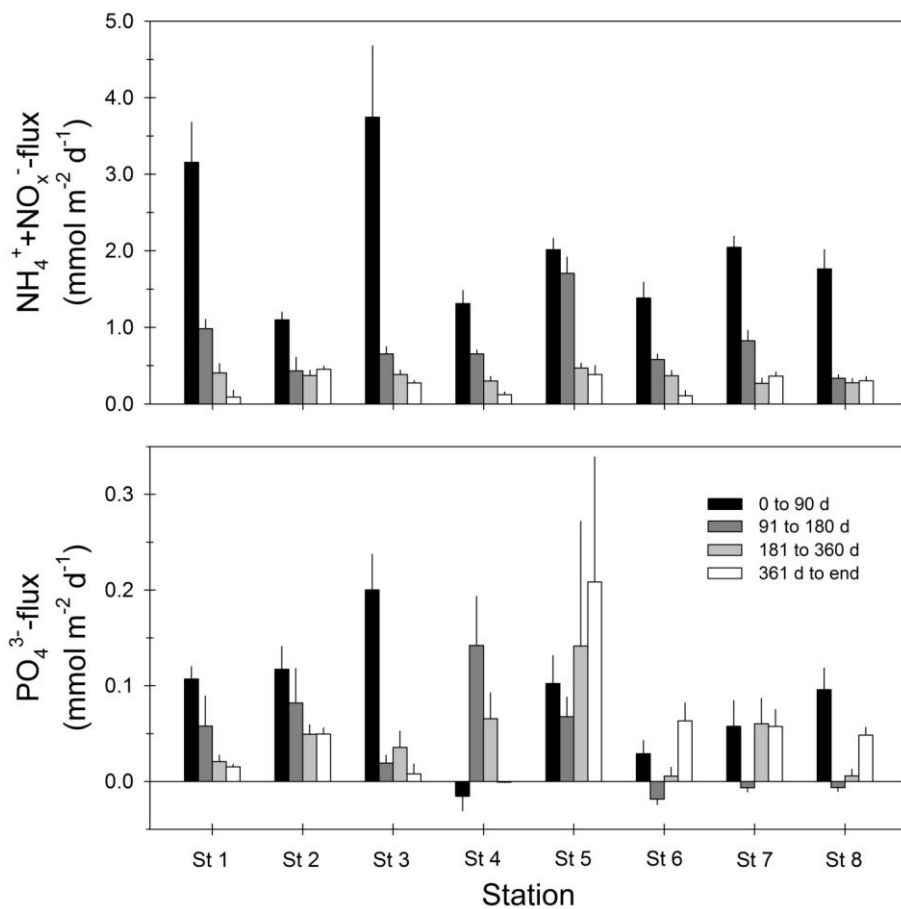 5.0
4.0
3.0
2.0
1.0
0.0
NH₄⁺+NOₓ⁻-flux
(mmol m⁻² d⁻¹)
0.3
0.2
0.1
0.0
PO₄³⁻-flux
(mmol m⁻² d⁻¹)
0 to 90 d
91 to 180 d
181 to 360 d
361 d to end
St 1 St 2 St 3 St 4 St 5 St 6 St 7 St 8
Station